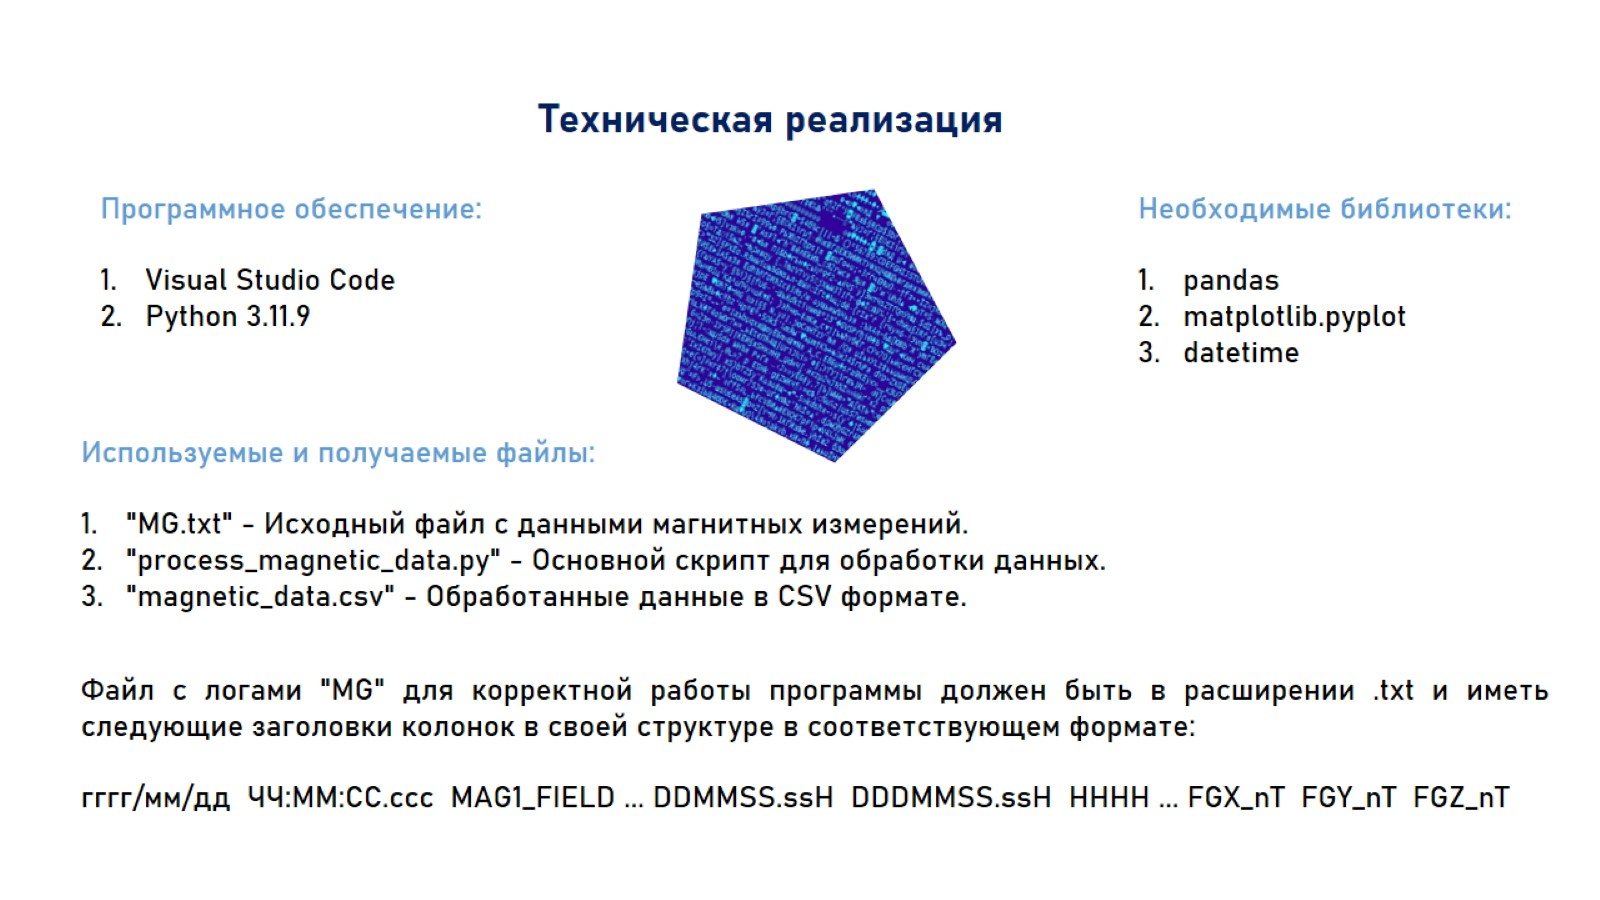 Техническая реализация
Программное обеспечение:
1. Visual Studio Code
2. Python 3.11.9
Необходимые библиотеки:
1. pandas
2. matplotlib.pyplot
3. datetime
Используемые и получаемые файлы:
1. "MG.txt" - Исходный файл с данными магнитных измерений.
2. "process_magnetic_data.py" - Основной скрипт для обработки данных.
3. "magnetic_data.csv" - Обработанные данные в CSV формате.
Файл с логами "MG" для корректной работы программы должен быть в расширении .txt и иметь
следующие заголовки колонок в своей структуре в соответствующем формате:
гггг/мм/дд ЧЧ:ММ:СС.ссс MAG1_FIELD ... DDMMSS.ssH DDDMMSS.ssH HHHH ... FGX_nT FGY_nT FGZ_nT